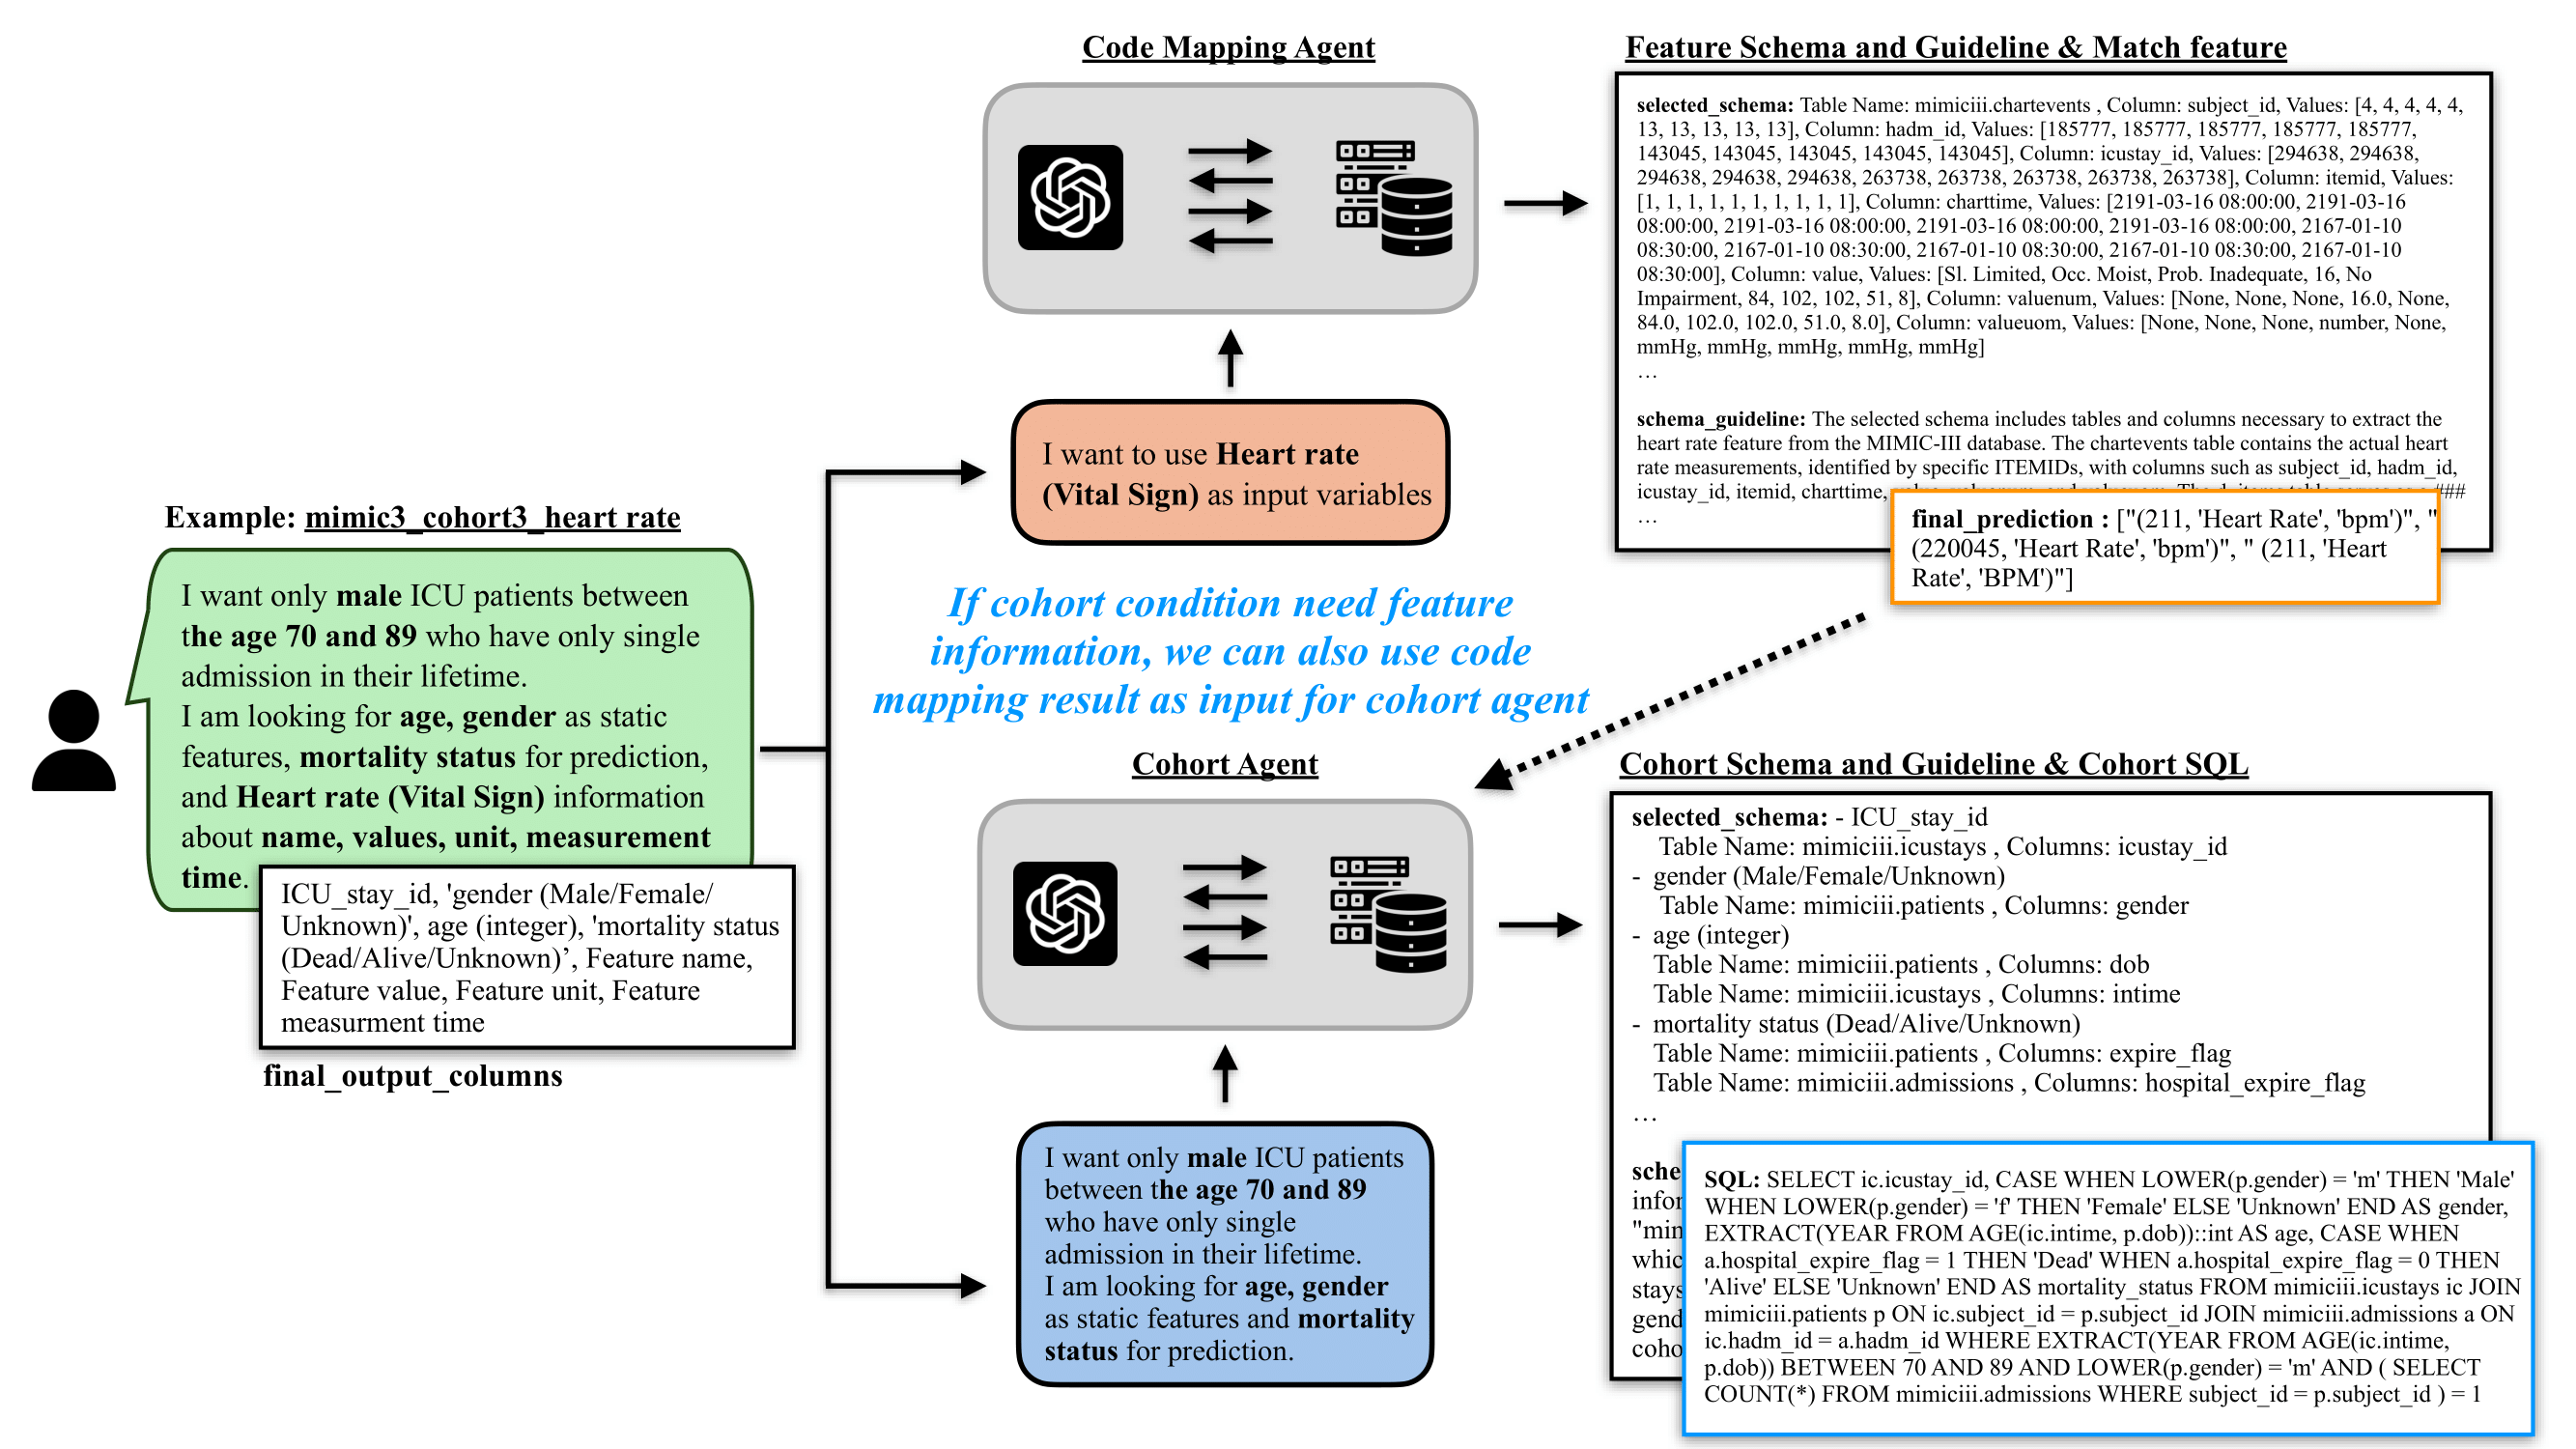 Code Mapping Agent
Feature Schema and Guideline & Match feature
selected_schema: Table Name: mimiciii.chartevents , Column: subject_id, Values: [4, 4, 4, 4, 4,
13, 13, 13, 13, 13], Column: hadm_id, Values: [185777, 185777, 185777, 185777, 185777,
143045, 143045, 143045, 143045, 143045], Column: icustay_id, Values: [294638, 294638,
294638, 294638, 294638, 263738, 263738, 263738, 263738, 263738], Column: itemid, Values:
[1, 1, 1, 1, 1, 1, 1, 1, 1, 1], Column: charttime, Values: [2191-03-16 08:00:00, 2191-03-16
08:00:00, 2191-03-16 08:00:00, 2191-03-16 08:00:00, 2191-03-16 08:00:00, 2167-01-10
08:30:00, 2167-01-10 08:30:00, 2167-01-10 08:30:00, 2167-01-10 08:30:00, 2167-01-10
08:30:00], Column: value, Values: [Sl. Limited, Occ. Moist, Prob. Inadequate, 16, No
Impairment, 84, 102, 102, 51, 8], Column: valuenum, Values: [None, None, None, 16.0, None,
84.0, 102.0, 102.0, 51.0, 8.0], Column: valueuom, Values: [None, None, None, number, None,
mmHg, mmHg, mmHg, mmHg, mmHg]
…
schema_guideline: The selected schema includes tables and columns necessary to extract the
heart rate feature from the MIMIC-III database. The chartevents table contains the actual heart
rate measurements, identified by specific ITEMIDs, with columns such as subject_id, hadm_id,
icustay_id, itemid, charttime, ###
…
final_prediction : ["(211, 'Heart Rate', 'bpm')", "
(220045, 'Heart Rate', 'bpm')", " (211, 'Heart
Rate', 'BPM')"]
I want to use Heart rate
(Vital Sign) as input variables
Example: mimic3_cohort3_heart rate
I want only male ICU patients between
the age 70 and 89 who have only single
admission in their lifetime.
I am looking for age, gender as static
features, mortality status for prediction,
and Heart rate (Vital Sign) information
about name, values, unit, measurement
time.
ICU_stay_id, 'gender (Male/Female/
Unknown)', age (integer), 'mortality status
(Dead/Alive/Unknown)’, Feature name,
Feature value, Feature unit, Feature
measurment time
final_output_columns
If cohort condition need feature
information, we can also use code
mapping result as input for cohort agent
Cohort Agent
I want only male ICU patients
between the age 70 and 89
who have only single
admission in their lifetime.
I am looking for age, gender
as static features and mortality
status for prediction.
Cohort Schema and Guideline & Cohort SQL
selected_schema: - ICU_stay_id
Table Name: mimiciii.icustays , Columns: icustay_id
- gender (Male/Female/Unknown)
Table Name: mimiciii.patients , Columns: gender
- age (integer)
Table Name: mimiciii.patients , Columns: dob
Table Name: mimiciii.icustays , Columns: intime
- mortality status (Dead/Alive/Unknown)
Table Name: mimiciii.patients , Columns: expire_flag
Table Name: mimiciii.admissions , Columns: hospital_expire_flag
…
SQL: SELECT ic.icustay_id, CASE WHEN LOWER(p.gender) = 'm' THEN 'Male'
WHEN LOWER(p.gender) = 'f' THEN 'Female' ELSE 'Unknown' END AS gender,
EXTRACT(YEAR FROM AGE(ic.intime, p.dob))::int AS age, CASE WHEN
a.hospital_expire_flag = 1 THEN 'Dead' WHEN a.hospital_expire_flag = 0 THEN
'Alive' ELSE 'Unknown' END AS mortality_status FROM mimiciii.icustays ic JOIN
mimiciii.patients p ON ic.subject_id = p.subject_id JOIN mimiciii.admissions a ON
ic.hadm_id = a.hadm_id WHERE EXTRACT(YEAR FROM AGE(ic.intime,
p.dob)) BETWEEN 70 AND 89 AND LOWER(p.gender) = 'm' AND ( SELECT
COUNT(*) FROM mimiciii.admissions WHERE subject_id = p.subject_id ) = 1